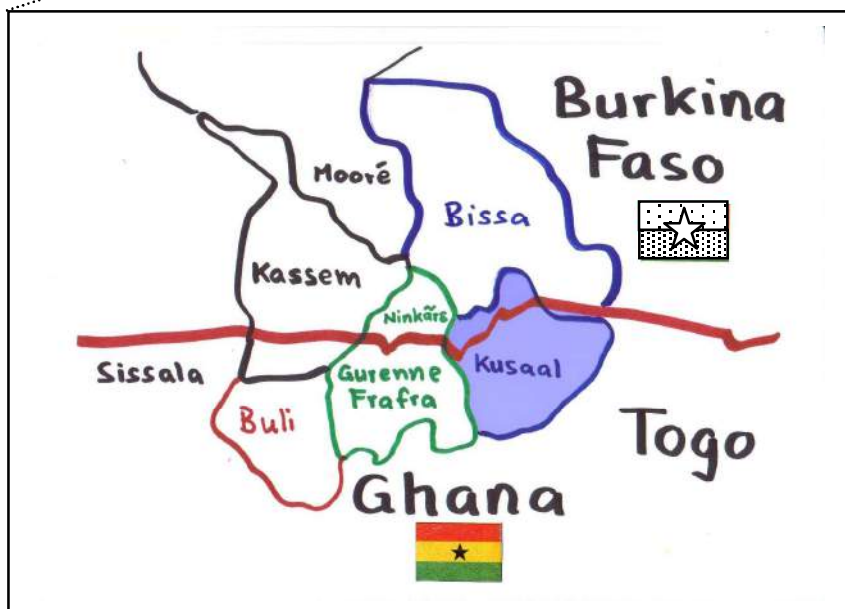 Burkina
Faso
Mooré
Bissa
Kassem
Ninkãrs
Sissala
Gurenne
Frafra
Kusaal
Buli
Togo
Ghana